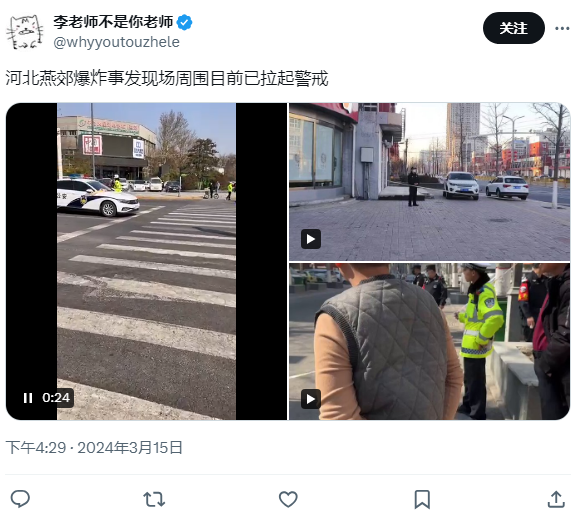 李老师不是你老师
@whyyoutouzhele
关注
河北燕郊爆炸事发现场周围目前已拉起警戒
0:24
下午4:29 · 2024年3月15日